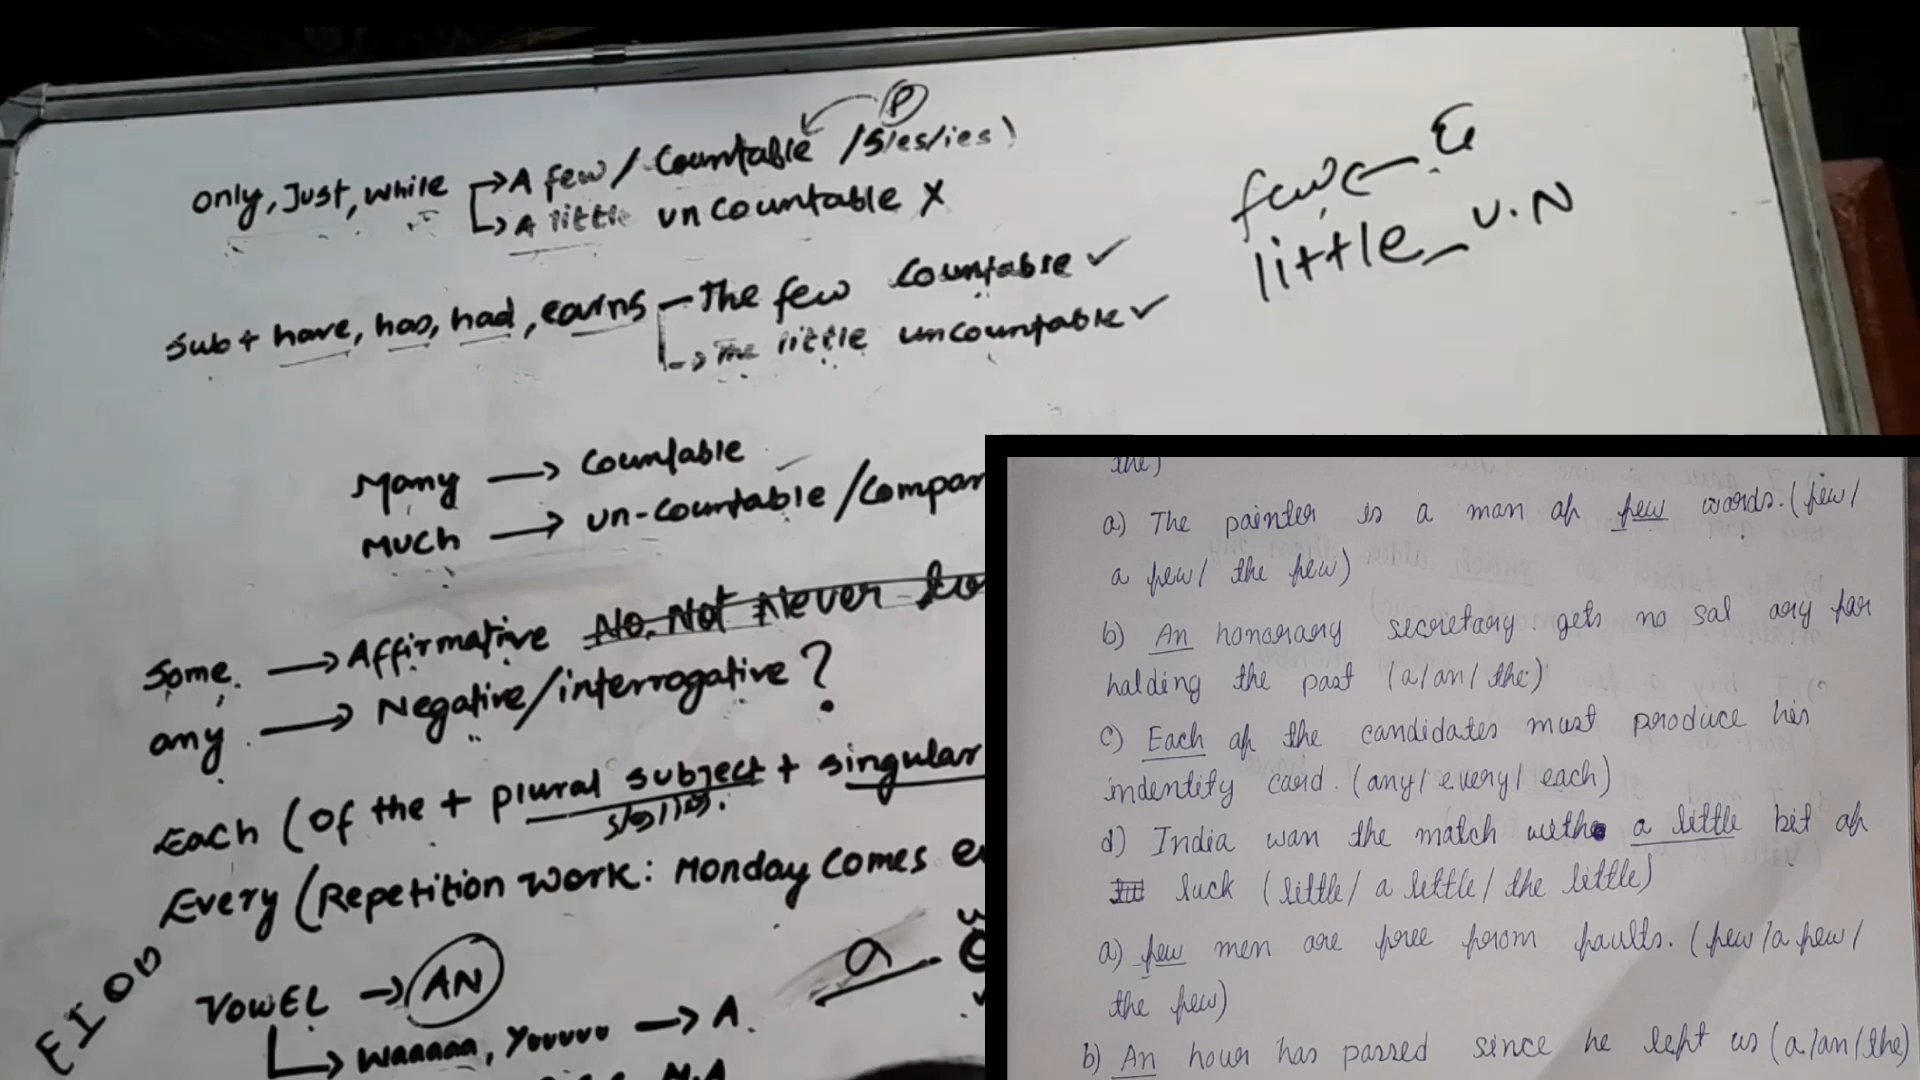 only, Just, while → A few / Countable /s/es/ies)
P
→ A little uncountable X
few ← C
little - U.N
Sub + have, has, had, earns - The few Countable ✓
→ The little uncountable ✓
Many → Countable
Much → un-countable / Compar
Some → Affirmative No, Not Never
any → Negative/interrogative ?
Each (of the + plural subject + singular
s/es/ies.
Every (Repetition work: Monday comes e
EIOU
VOWEL → AN
a
→ waaaaa, Yuuuuu → A.
the)
a) The painter is a man of few words. (few/
a few/ the few)
b) An honorary secretary gets no sal ary for
holding the post (a/an/ the)
c) Each of the candidates must produce his
indentity card. (any/ every/ each)
d) India won the match with a little bit of
luck (little/ a little/ the little)
a) few men are free from faults. (few/a few/
the few)
b) An hour has passed since he left us (a/an/the)